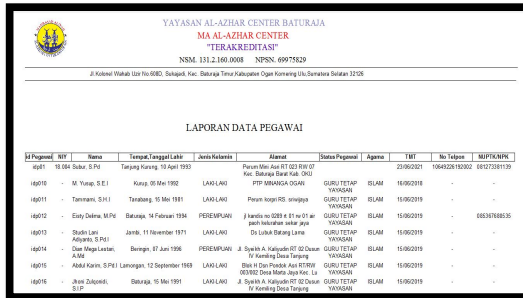 YAYASAN AL-AZHAR CENTER BATURAJA
MA AL-AZHAR CENTER
"TERAKREDITASI"
NSM. 131.2.160.0008 NPSN. 69975829
Jl.Kolonel Wahab Uzir No.608D, Sukajadi, Kec. Baturaja Timur,Kabupaten Ogan Komering Ulu,Sumatera Selatan 32126
LAPORAN DATA PEGAWAI
Id Pegawai NIY Nama Tempat,Tanggal Lahir Jenis Kelamin Alamat Status Pegawai Agama TMT No Telpon NUPTK/NPK
idp01 18.004 Subur, S.Pd Tanjung Karung, 10 April 1993 Perum Mini Asri RT 023 RW 07 23/06/2021 10649226192002 081273381139
Kec. Baturaja Barat Kab. OKU
idp010 - M. Yusup, S.E.I Kurup, 05 Mei 1992 LAKI-LAKI PTP MINANGA OGAN GURU TETAP ISLAM 16/06/2018 - -
YAYASAN
idp011 - Tammami, S.H.I Tanabang, 15 Mei 1981 LAKI-LAKI Perum korpri RS. sriwijaya GURU TETAP ISLAM 15/06/2019 - -
YAYASAN
idp012 - Eisty Delima, M.Pd Baturaja, 14 Februari 1994 PEREMPUAN jl kandis no 0289 rt 01 rw 01 air GURU TETAP ISLAM 15/06/2019 - 085367680535
paoh kelurahan sekar jaya YAYASAN
idp013 - Studin Lani Jambi, 11 November 1971 LAKI-LAKI Ds Lubuk Batang Lama GURU TETAP ISLAM 15/06/2019 - -
Adiyanto, S.Pd.I YAYASAN
idp014 - Dian Mega Lestari, Beringin, 07 Juni 1996 PEREMPUAN Jl. Syeikh A. Kaliyudin RT 02 Dusun GURU TETAP ISLAM 15/06/2019 - -
A.Md IV Kemiling Desa Tanjung YAYASAN
idp015 - Abdul Karim, S.Pd.I Lamongan, 12 September 1969 LAKI-LAKI Blok H Dsn Pondok Asri RT/RW GURU TETAP ISLAM 15/06/2019 - -
003/002 Desa Marta Jaya Kec. Lu YAYASAN
idp016 - Jhoni Zulqonidi, Baturaja, 15 Mei 1991 LAKI-LAKI Jl. Syeikh A. Kaliyudin RT 02 Dusun GURU TETAP ISLAM 15/06/2019 - -
S.I.P IV Kemiling Desa Tanjung YAYASAN